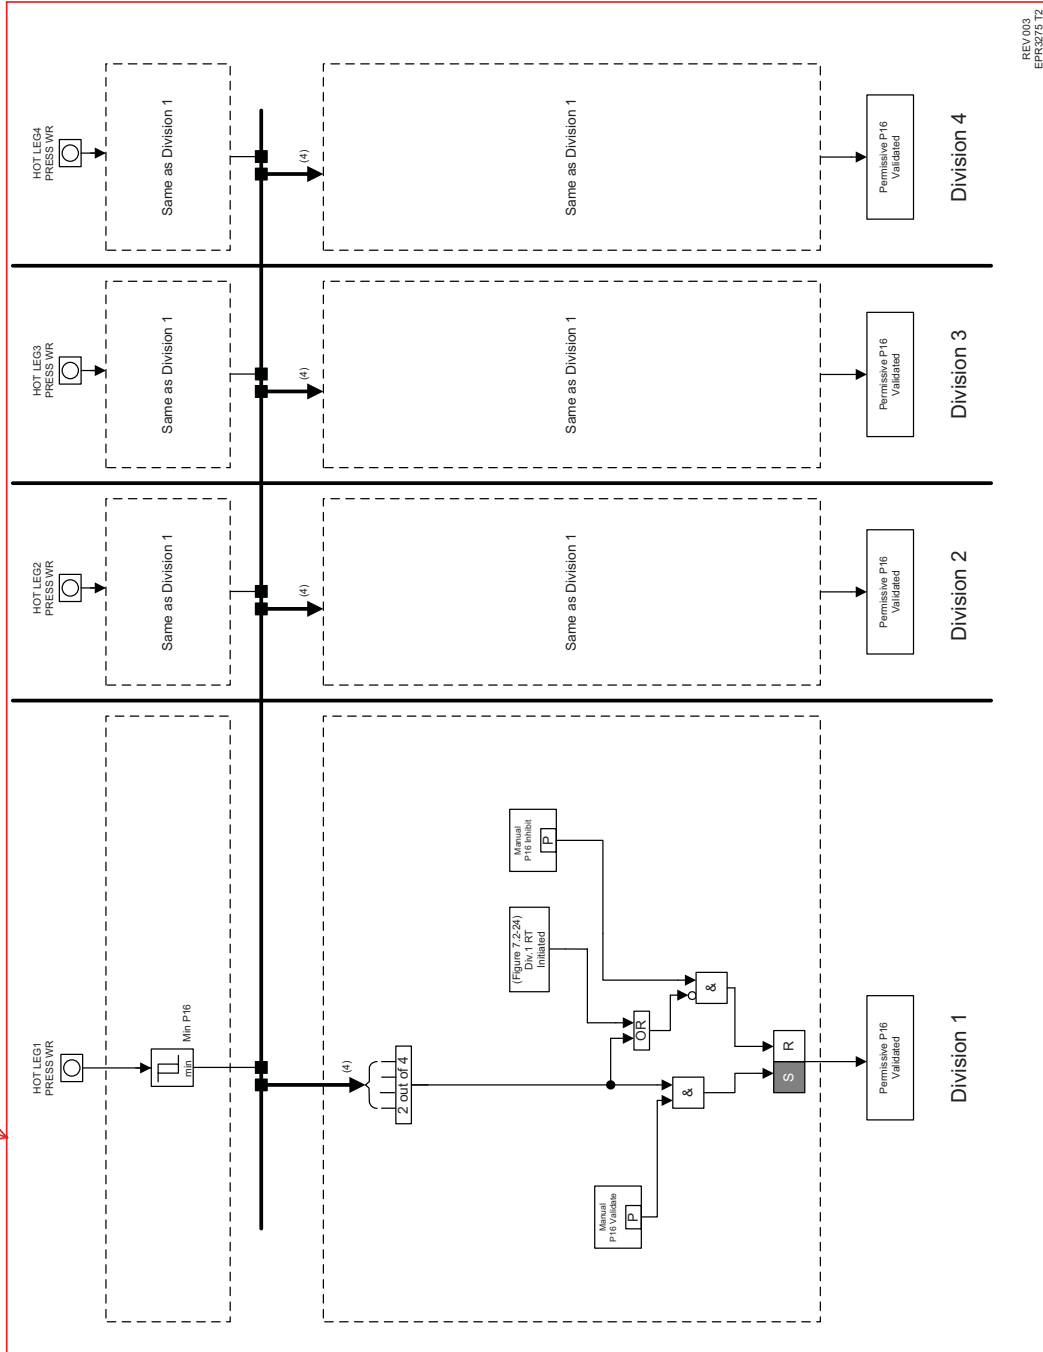 HOT LEG1
PRESS WR
min
Min P16
(4)
2 out of 4
Manual
P16 Validate
P
(Figure 7.2-24)
Div.1 RT
Initiated
Manual
P16 Inhibit
P
OR
&
&
S
R
Permissive P16
Validated
Division 1
HOT LEG2
PRESS WR
Same as Division 1
(4)
Same as Division 1
Permissive P16
Validated
Division 2
HOT LEG3
PRESS WR
Same as Division 1
(4)
Same as Division 1
Permissive P16
Validated
Division 3
HOT LEG4
PRESS WR
Same as Division 1
(4)
Same as Division 1
Permissive P16
Validated
Division 4
REV 003
EPR3275 T2